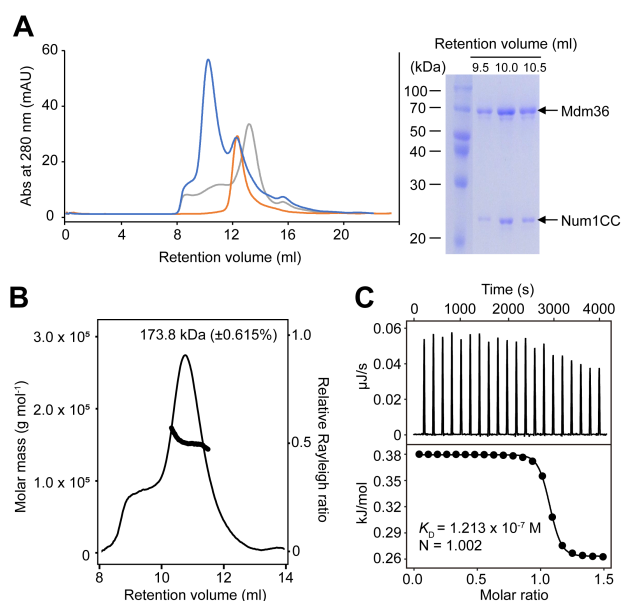 A
Abs at 280 nm (mAU)
60
40
20
0
0 4 8 12 16 20
Retention volume (ml)
Retention volume (ml)
(kDa) 9.5 10.0 10.5
100
70
50
40
30
20
Mdm36
Num1CC
B
173.8 kDa (±0.615%)
Molar mass (g mol⁻¹)
3.0 x 10⁵
2.0 x 10⁵
1.0 x 10⁵
0
1.0
0.5
0
Relative Rayleigh ratio
8 10 12 14
Retention volume (ml)
C
Time (s)
0 1000 2000 3000 4000
µJ/s
0.06
0.04
0.02
0
kJ/mol
0.38
0.32
0.29
0.26
K_D = 1.213 x 10⁻⁷ M
N = 1.002
0.0 0.5 1.0 1.5
Molar ratio